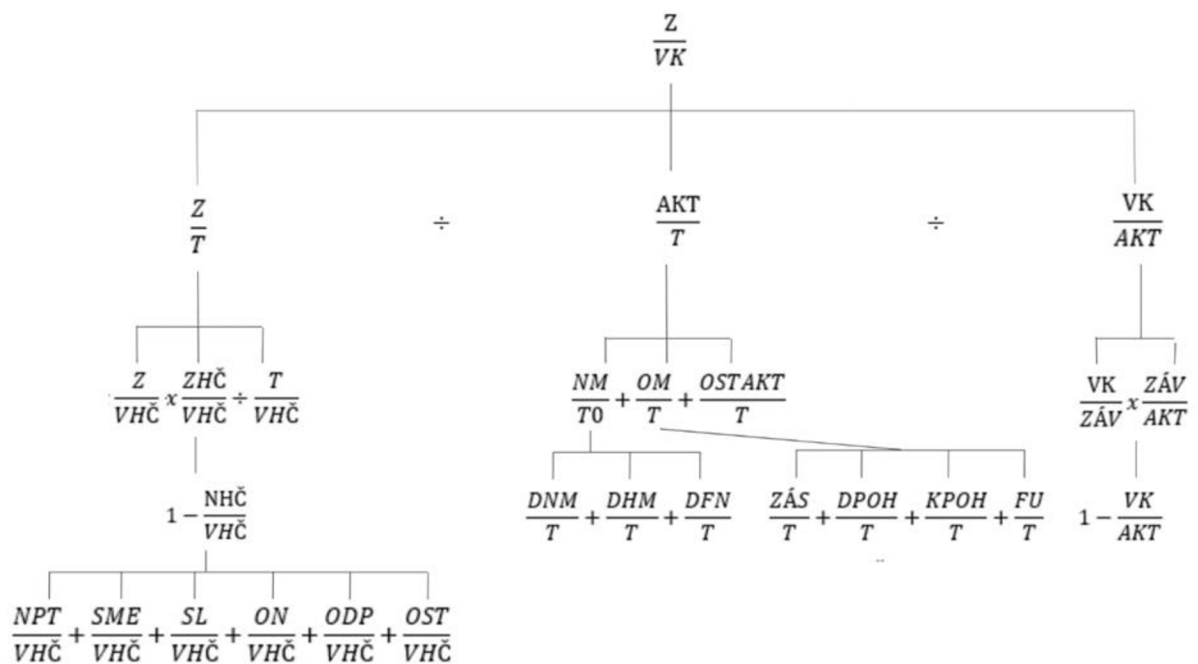 Z
VK
Z ÷ AKT ÷ VK
T T AKT
Z x ZHČ ÷ T
VHČ VHČ VHČ
NM + OM + OSTAKT
T0 T T
VK x ZÁV
ZÁV AKT
1 − NHČ
VHČ
DNM + DHM + DFN
T T T
ZÁS + DPOH + KPOH + FU
T T T T
1 − VK
AKT
NPT + SME + SL + ON + ODP + OST
VHČ VHČ VHČ VHČ VHČ VHČ